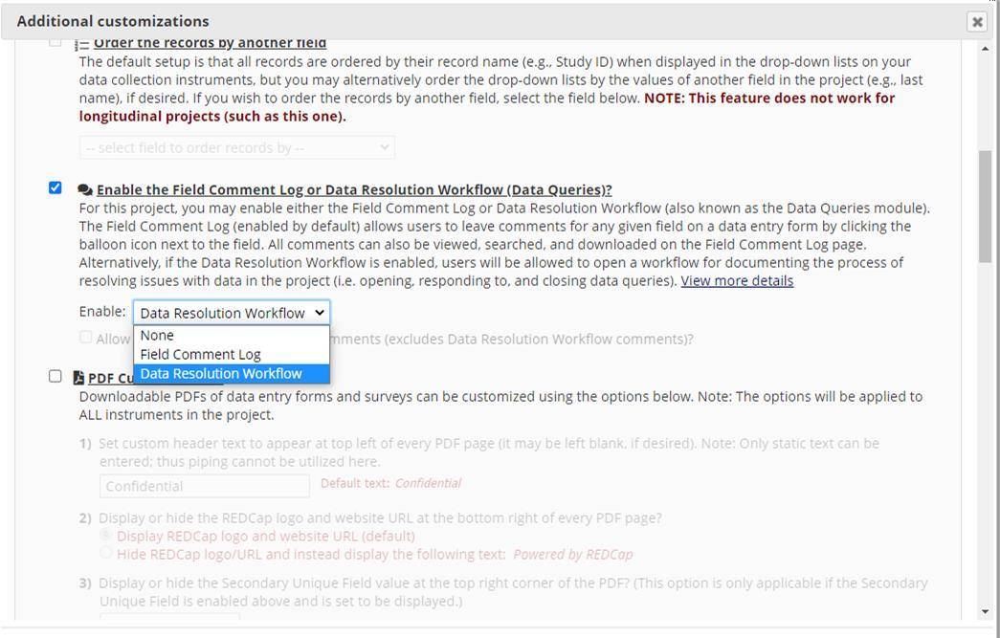 Additional customizations
Order the records by another field
The default setup is that all records are ordered by their record name (e.g., Study ID) when displayed in the drop-down lists on your
data collection instruments, but you may alternatively order the drop-down lists by the values of another field in the project (e.g., last
name), if desired. If you wish to order the records by another field, select the field below. NOTE: This feature does not work for
longitudinal projects (such as this one).
-- select field to order records by --
Enable the Field Comment Log or Data Resolution Workflow (Data Queries)?
For this project, you may enable either the Field Comment Log or Data Resolution Workflow (also known as the Data Queries module).
The Field Comment Log (enabled by default) allows users to leave comments for any given field on a data entry form by clicking the
balloon icon next to the field. All comments can also be viewed, searched, and downloaded on the Field Comment Log page.
Alternatively, if the Data Resolution Workflow is enabled, users will be allowed to open a workflow for documenting the process of
resolving issues with data in the project (i.e. opening, responding to, and closing data queries). View more details
Enable: Data Resolution Workflow
None
Allow mments (excludes Data Resolution Workflow comments)?
Field Comment Log
Data Resolution Workflow
PDF Cu
Downloadable PDFs of data entry forms and surveys can be customized using the options below. Note: The options will be applied to
ALL instruments in the project.
1) Set custom header text to appear at top left of every PDF page (it may be left blank, if desired). Note: Only static text can be
entered; thus piping cannot be utilized here.
Confidential Default text: Confidential
2) Display or hide the REDCap logo and website URL at the bottom right of every PDF page?
Display REDCap logo and website URL (default)
Hide REDCap logo/URL and instead display the following text: Powered by REDCap
3) Display or hide the Secondary Unique Field value at the top right corner of the PDF? (This option is only applicable if the Secondary
Unique Field is enabled above and is set to be displayed.)